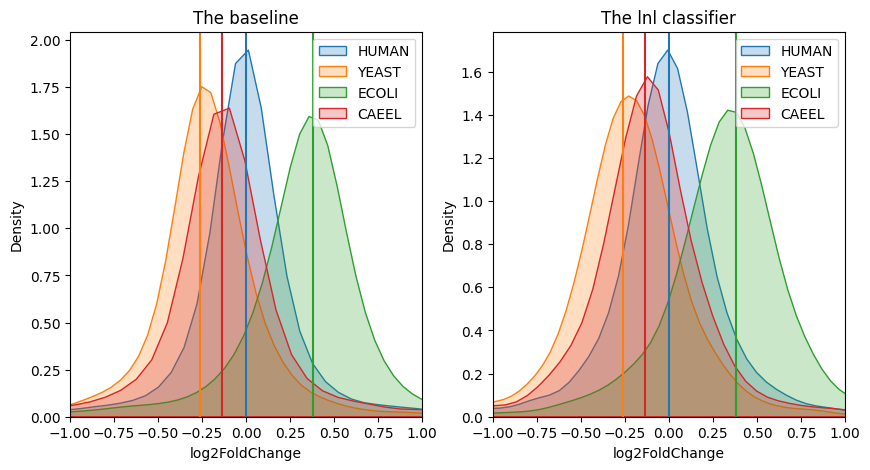 The baseline
HUMAN
YEAST
ECOLI
CAEEL
2.00
1.75
1.50
1.25
1.00
0.75
0.50
0.25
0.00
Density
−1.00 −0.75 −0.50 −0.25 0.00 0.25 0.50 0.75 1.00
log2FoldChange
The lnl classifier
HUMAN
YEAST
ECOLI
CAEEL
1.6
1.4
1.2
1.0
0.8
0.6
0.4
0.2
0.0
Density
−1.00 −0.75 −0.50 −0.25 0.00 0.25 0.50 0.75 1.00
log2FoldChange